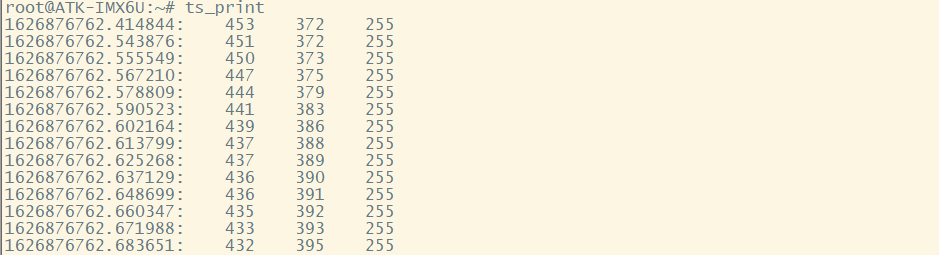 root@ATK-IMX6U:~# ts_print
1626876762.414844:    453    372    255
1626876762.543876:    451    372    255
1626876762.555549:    450    373    255
1626876762.567210:    447    375    255
1626876762.578809:    444    379    255
1626876762.590523:    441    383    255
1626876762.602164:    439    386    255
1626876762.613799:    437    388    255
1626876762.625268:    437    389    255
1626876762.637129:    436    390    255
1626876762.648699:    436    391    255
1626876762.660347:    435    392    255
1626876762.671988:    433    393    255
1626876762.683651:    432    395    255